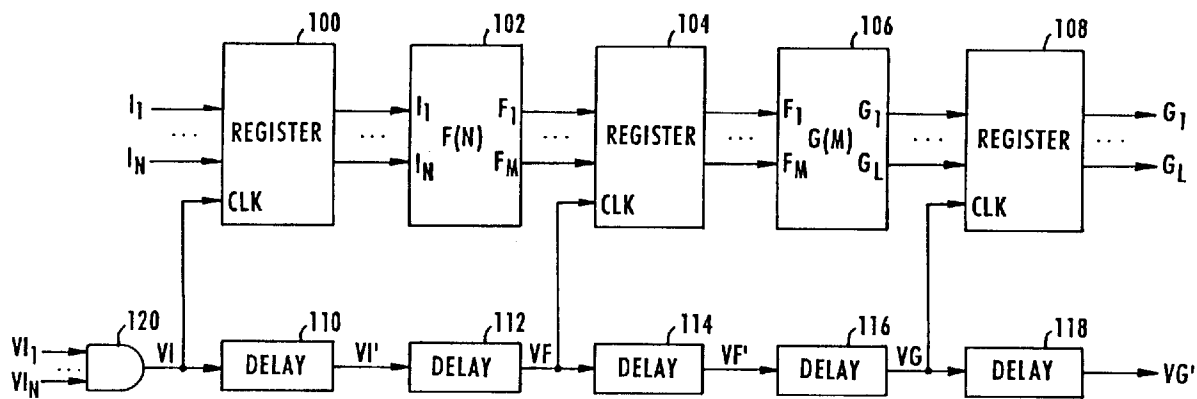 100 102 104 106 108
I1 I1 F1 F1 G1 G1
··· REGISTER ··· F(N) ··· REGISTER ··· G(M) ··· REGISTER ···
IN IN FM FM GL GL
CLK CLK CLK
120 110 112 114 116 118
VI1 VI DELAY VI' DELAY VF DELAY VF' DELAY VG DELAY VG'
···
VIN